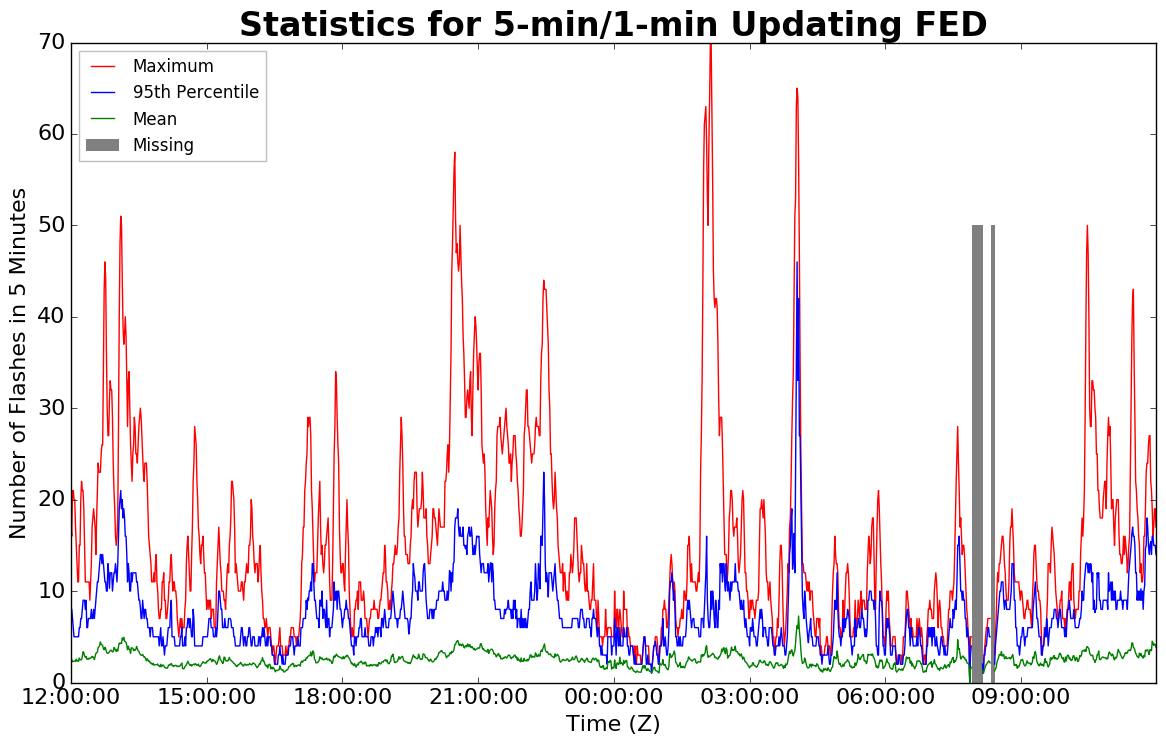 Statistics for 5-min/1-min Updating FED
Maximum
95th Percentile
Mean
Missing
Number of Flashes in 5 Minutes
70
60
50
40
30
20
10
0
12:00:00 15:00:00 18:00:00 21:00:00 00:00:00 03:00:00 06:00:00 09:00:00
Time (Z)